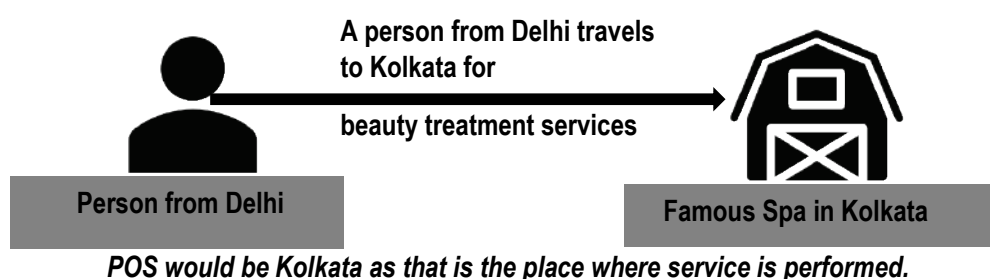 A person from Delhi travels
to Kolkata for
beauty treatment services
Person from Delhi
Famous Spa in Kolkata
POS would be Kolkata as that is the place where service is performed.